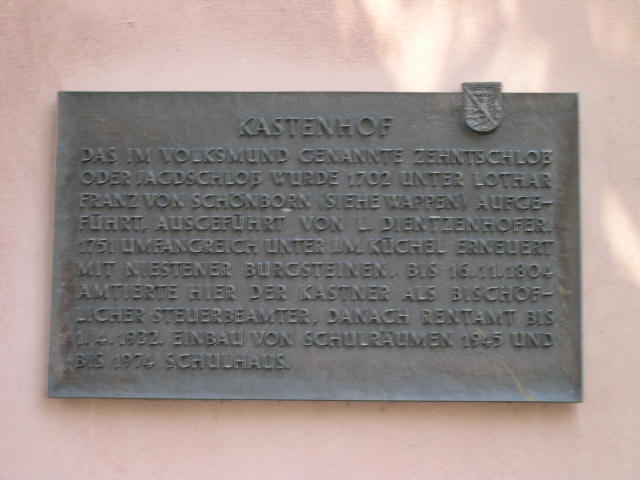 KASTENHOF
DAS IM VOLKSMUND GENANNTE ZEHNTSCHLOß
ODER JAGDSCHLOß WURDE 1702 UNTER LOTHAR
FRANZ VON SCHÖNBORN (SIEHE WAPPEN) AUFGE-
FÜHRT, AUSGEFÜHRT VON L. DIENTZENHOFER.
1751 UMFANGREICH UNTER J.M. KÜCHEL ERNEUERT
MIT NIESTENER BURGSTEINEN. BIS 16.11.1804
AMTIERTE HIER DER KASTNER ALS BISCHÖF-
LICHER STEUERBEAMTER, DANACH RENTAMT BIS
1.4.1932. EINBAU VON SCHULRÄUMEN 1945 UND
BIS 1974 SCHULHAUS.